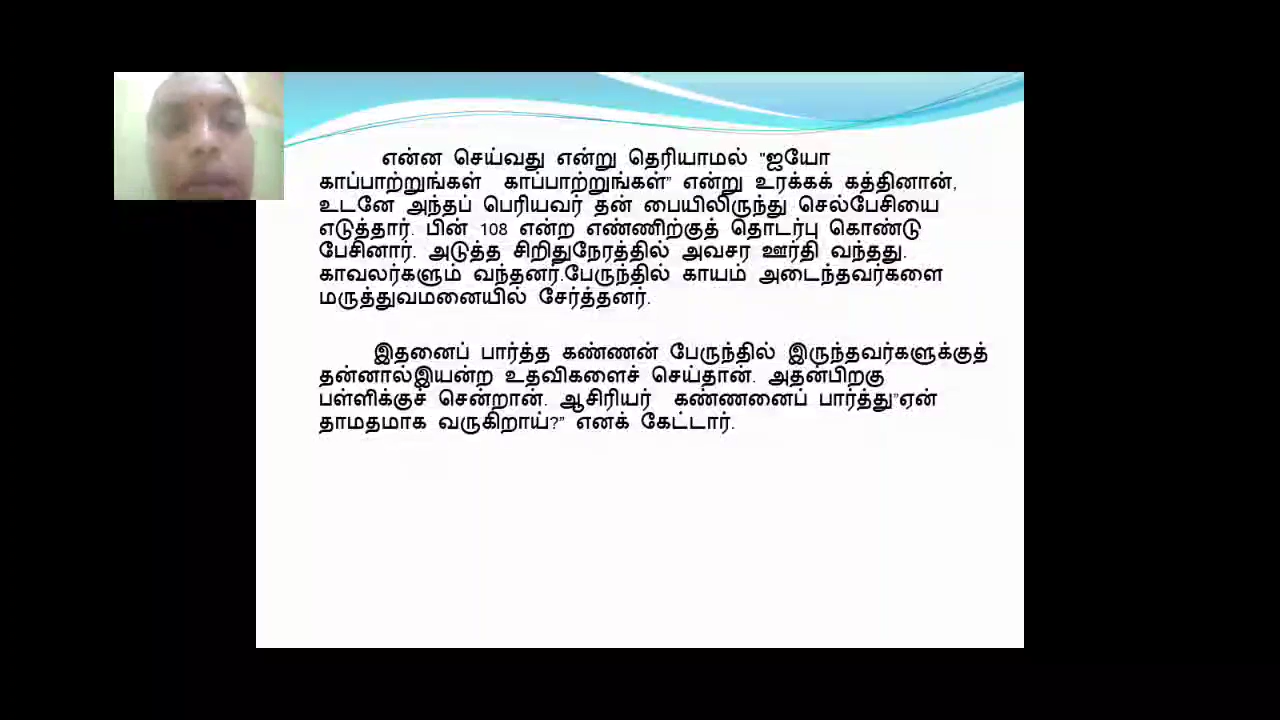 என்ன செய்வது என்று தெரியாமல் "ஐயோ
காப்பாற்றுங்கள் காப்பாற்றுங்கள்" என்று உரக்கக் கத்தினான்,
உடனே அந்தப் பெரியவர் தன் பையிலிருந்து செல்பேசியை
எடுத்தார். பின் 108 என்ற எண்ணிற்குத் தொடர்பு கொண்டு
பேசினார். அடுத்த சிறிதுநேரத்தில் அவசர ஊர்தி வந்தது.
காவலர்களும் வந்தனர்.பேருந்தில் காயம் அடைந்தவர்களை
மருத்துவமனையில் சேர்த்தனர்.
இதனைப் பார்த்த கண்ணன் பேருந்தில் இருந்தவர்களுக்குத்
தன்னால்இயன்ற உதவிகளைச் செய்தான். அதன்பிறகு
பள்ளிக்குச் சென்றான். ஆசிரியர் கண்ணனைப் பார்த்து"ஏன்
தாமதமாக வருகிறாய்?" எனக் கேட்டார்.